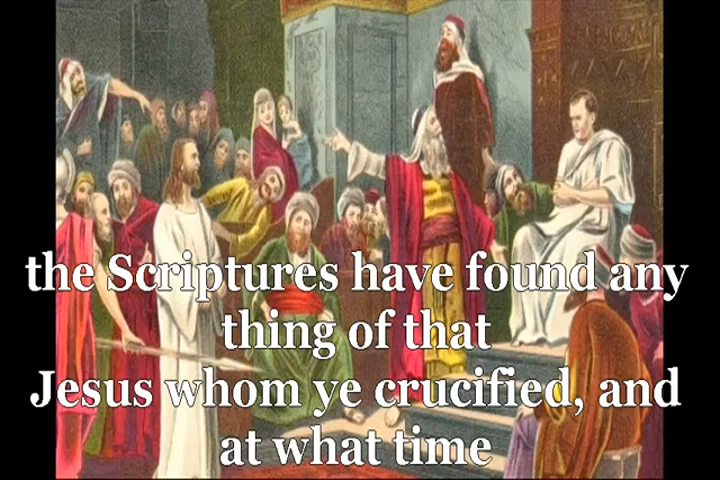 the Scriptures have found any
thing of that
Jesus whom ye crucified, and
at what time